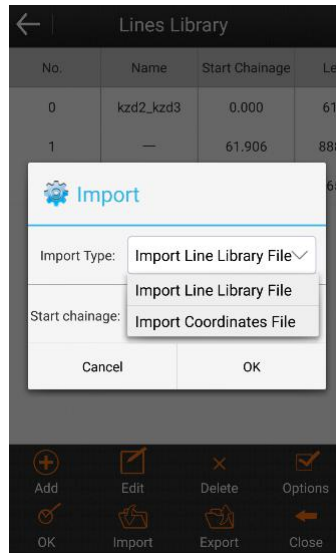 Lines Library
No. Name Start Chainage Le
0 kzd2_kzd3 0.000 61
1 — 61.906 888
Import
Import Type: Import Line Library File
Import Line Library File
Start chainage: Import Coordinates File
Cancel OK
Add Edit Delete Options
OK Import Export Close